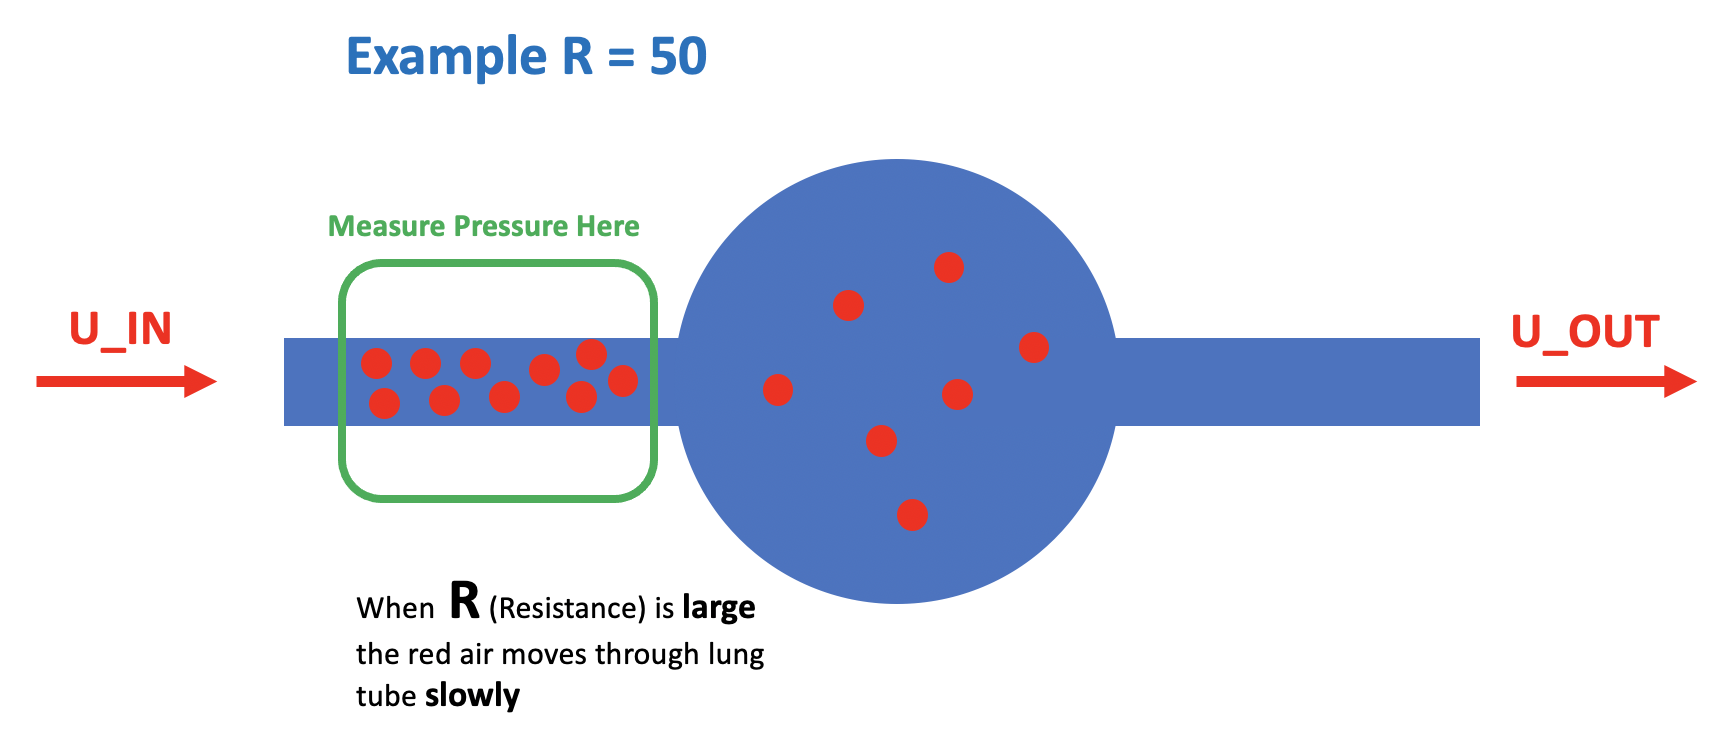 Example R = 50
Measure Pressure Here
U_IN
U_OUT
When R (Resistance) is large
the red air moves through lung
tube slowly